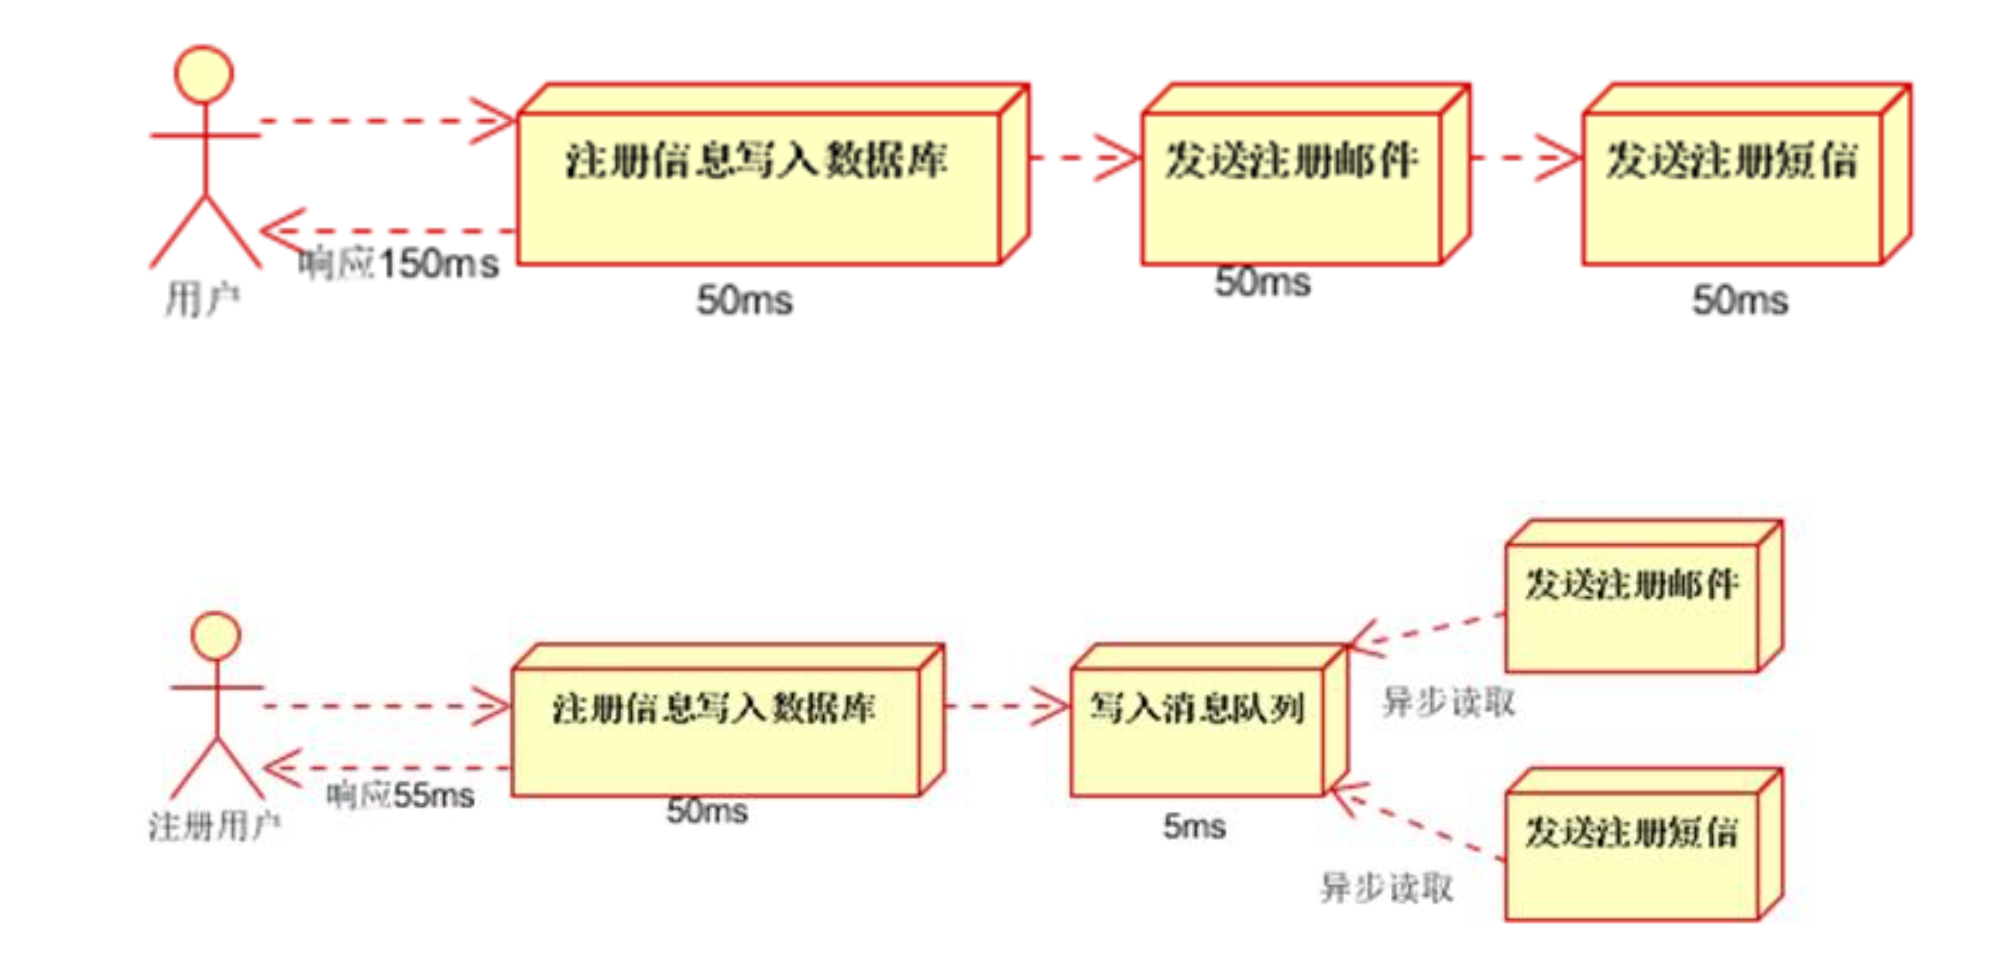 注册信息写入数据库
发送注册邮件
发送注册短信
响应150ms
用户
50ms
50ms
50ms
发送注册邮件
注册信息写入数据库
写入消息队列
异步读取
响应55ms
注册用户
50ms
5ms
发送注册短信
异步读取